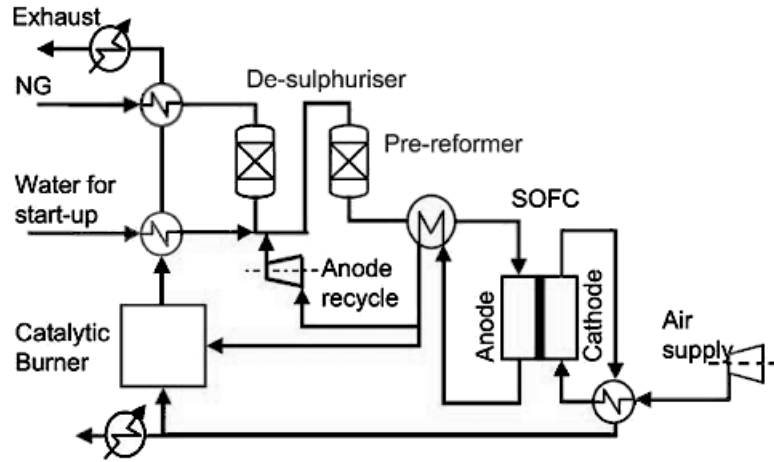 Exhaust
NG
De-sulphuriser
Pre-reformer
Water for
start-up
SOFC
Anode
recycle
Anode
Cathode
Air
supply
Catalytic
Burner